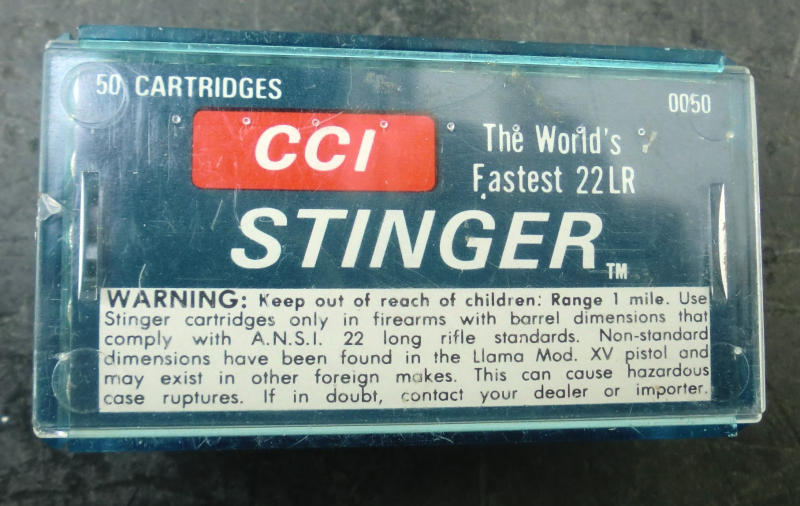 50 CARTRIDGES
0050
CCI
The World's
Fastest 22LR
STINGER TM
WARNING: Keep out of reach of children: Range 1 mile. Use
Stinger cartridges only in firearms with barrel dimensions that
comply with A.N.S.I. 22 long rifle standards. Non-standard
dimensions have been found in the Llama Mod. XV pistol and
may exist in other foreign makes. This can cause hazardous
case ruptures. If in doubt, contact your dealer or importer.